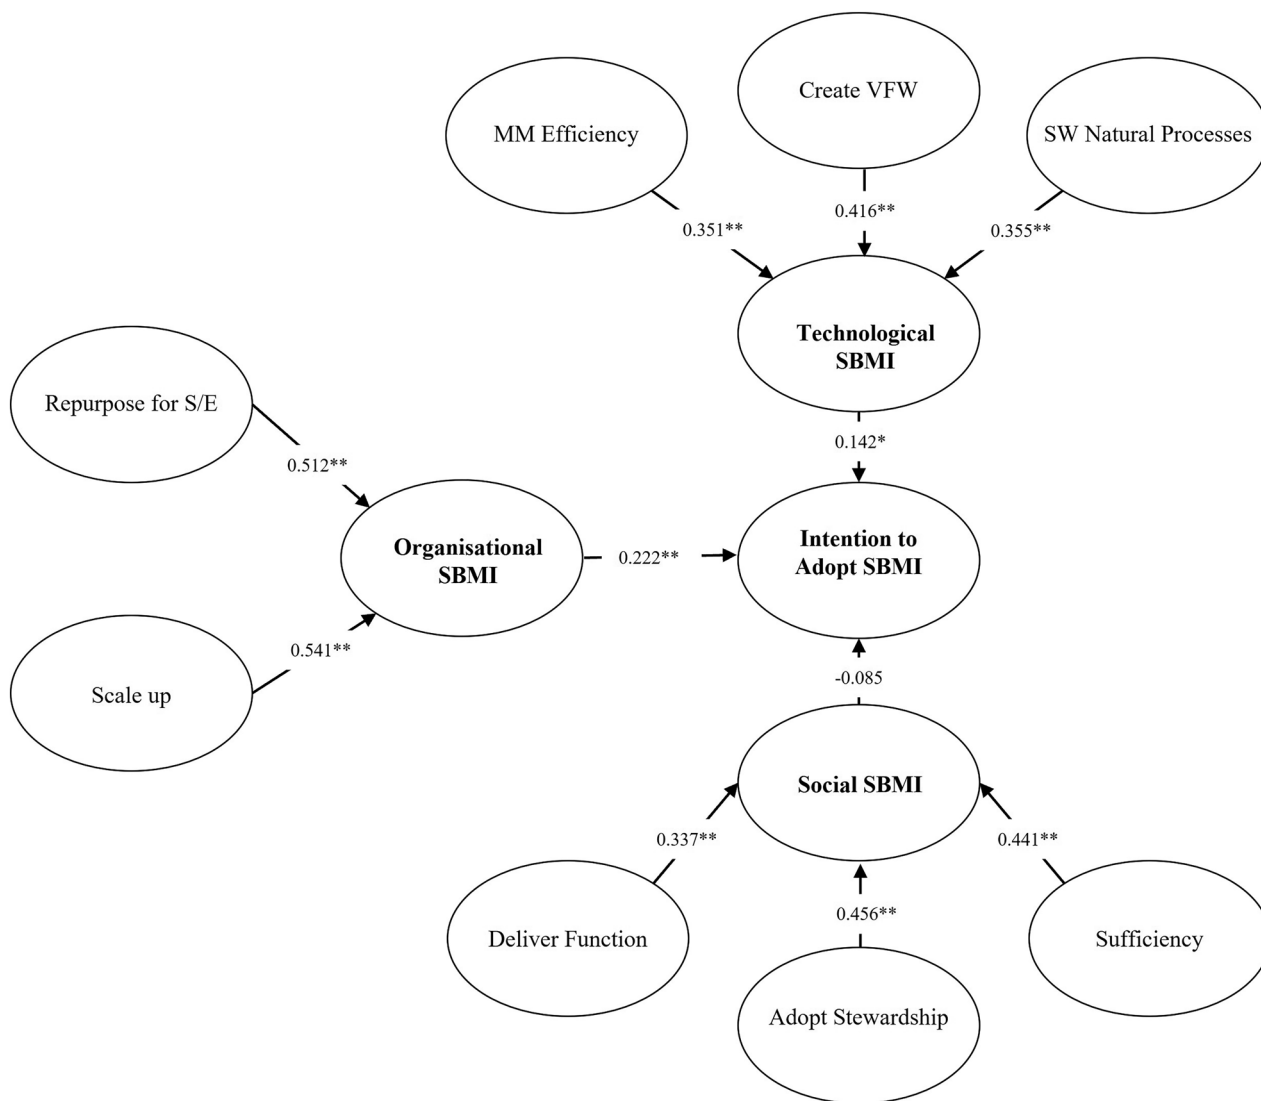 Create VFW
MM Efficiency
SW Natural Processes
0.416**
0.351**
0.355**
Technological
SBMI
Repurpose for S/E
0.142*
0.512**
Organisational
SBMI
0.222**
Intention to
Adopt SBMI
0.541**
Scale up
-0.085
Social SBMI
0.337**
0.441**
0.456**
Deliver Function
Sufficiency
Adopt Stewardship